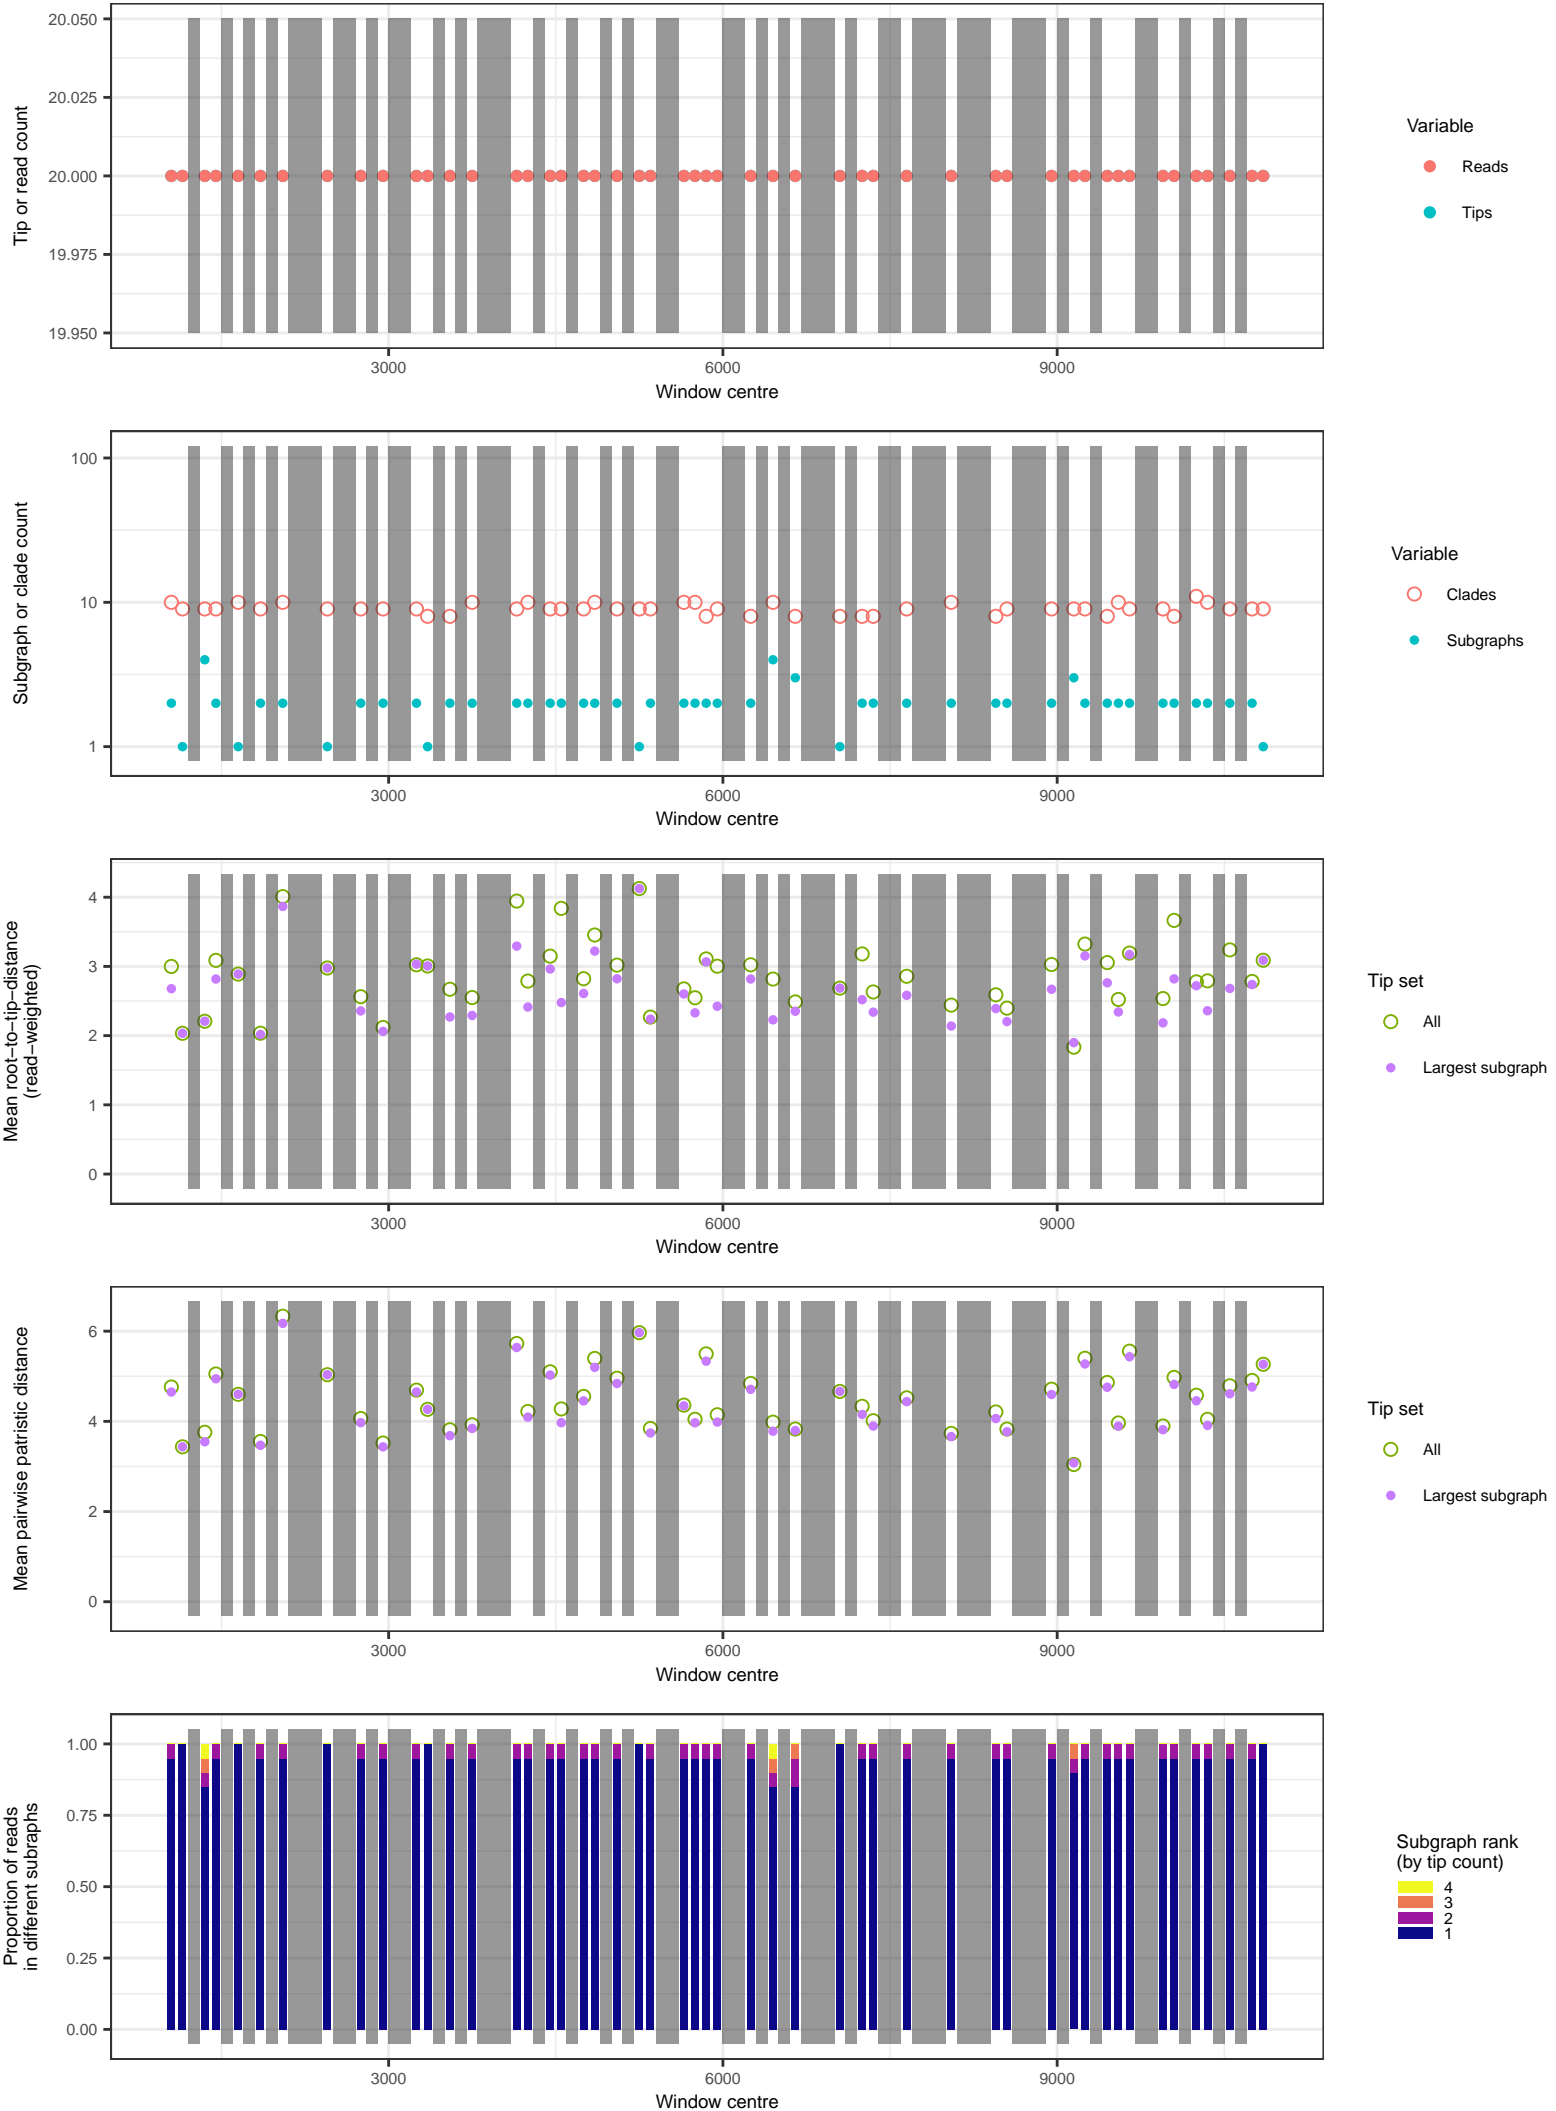 20.050
20.025
20.000
19.975
19.950
Tip or read count
3000
6000
9000
Window centre
Variable
Reads
Tips
100
10
1
Subgraph or clade count
3000
6000
9000
Window centre
Variable
Clades
Subgraphs
4
3
2
1
0
Mean root−to−tip−distance
(read−weighted)
3000
6000
9000
Window centre
Tip set
All
Largest subgraph
6
4
2
0
Mean pairwise patristic distance
3000
6000
9000
Window centre
Tip set
All
Largest subgraph
1.00
0.75
0.50
0.25
0.00
Proportion of reads
in different subraphs
3000
6000
9000
Window centre
Subgraph rank
(by tip count)
4
3
2
1